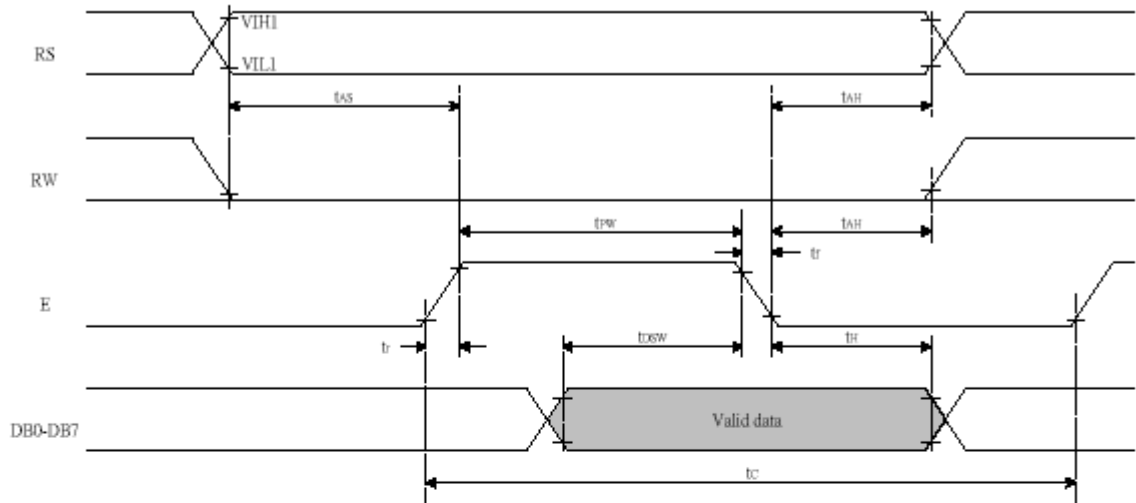 VIH1
RS
VIL1
tAS
tAH
RW
tPW
tAH
tf
E
tr
tDSW
tH
Valid data
DB0-DB7
tC